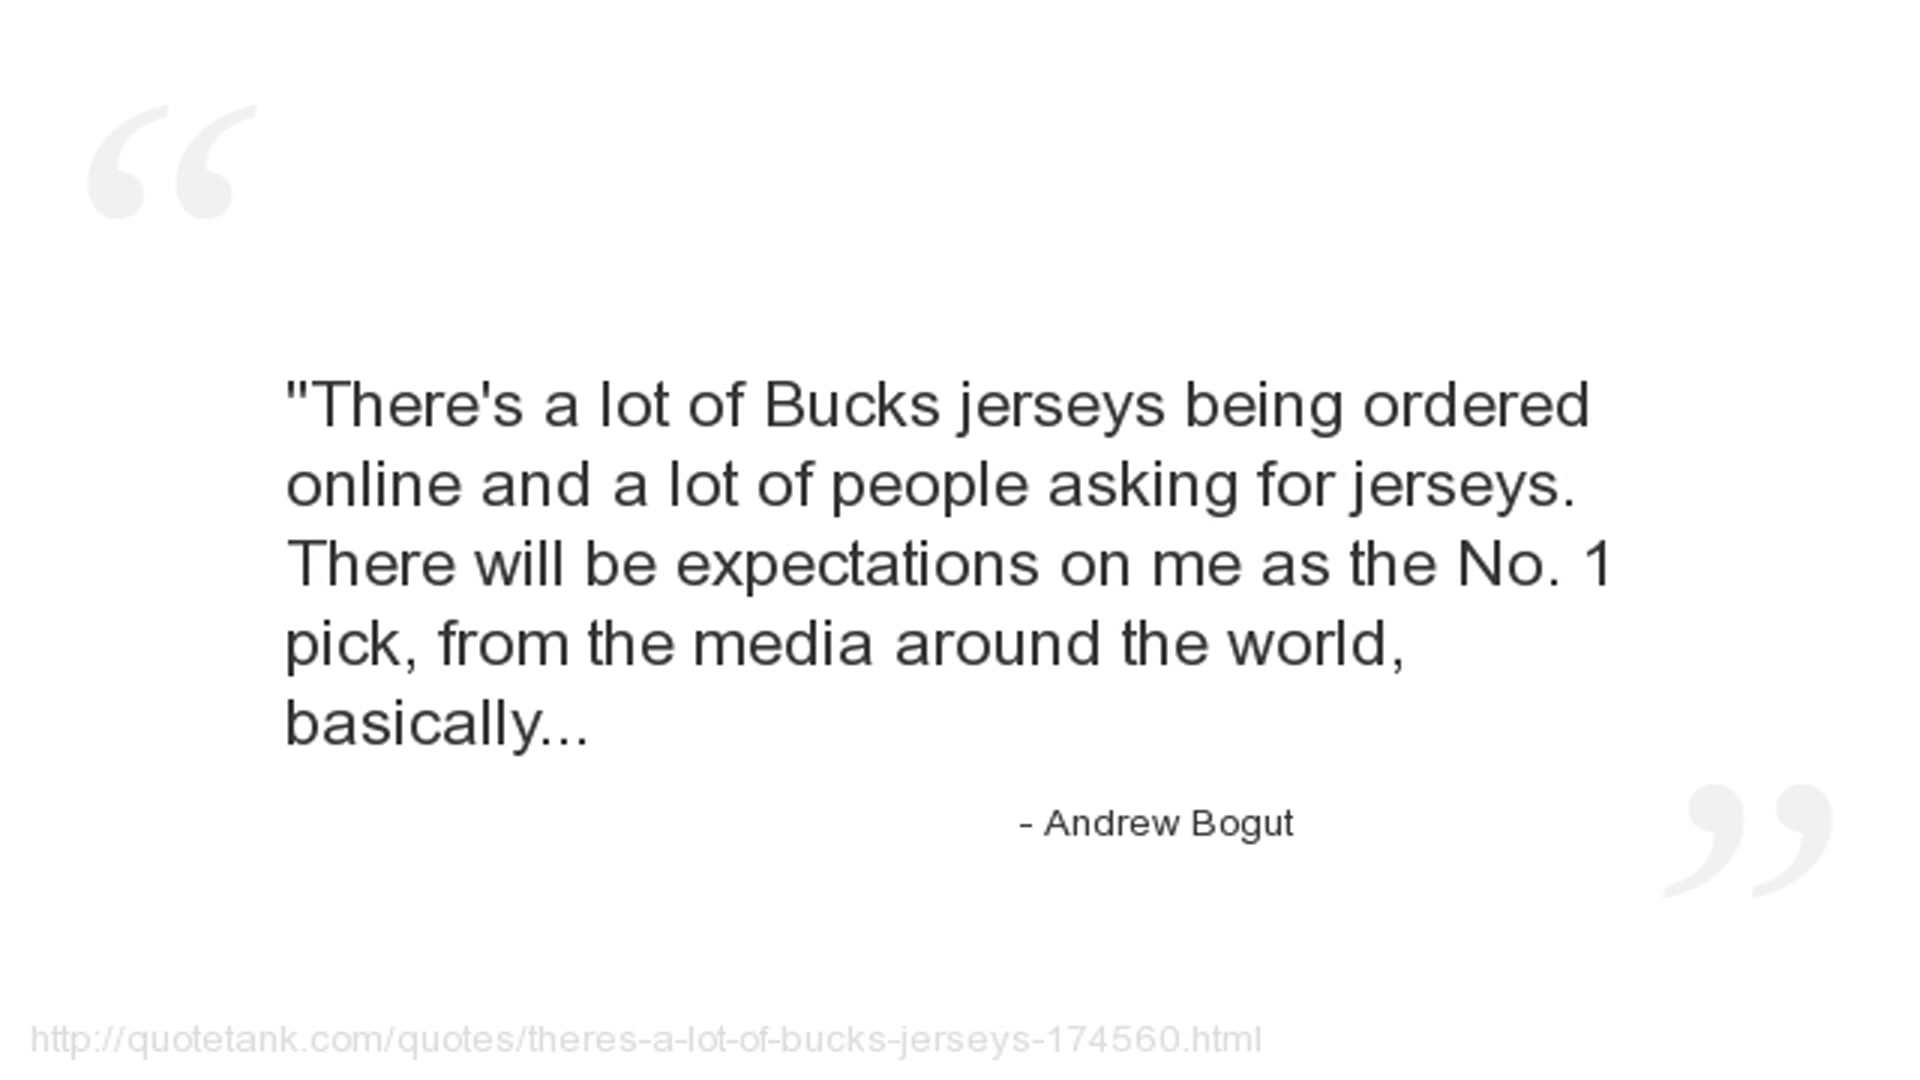 "There's a lot of Bucks jerseys being ordered
online and a lot of people asking for jerseys.
There will be expectations on me as the No. 1
pick, from the media around the world,
basically...
- Andrew Bogut
http://quotetank.com/quotes/theres-a-lot-of-bucks-jerseys-174560.html